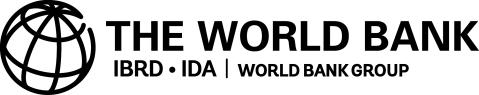 THE WORLD BANK
IBRD • IDA | WORLD BANK GROUP